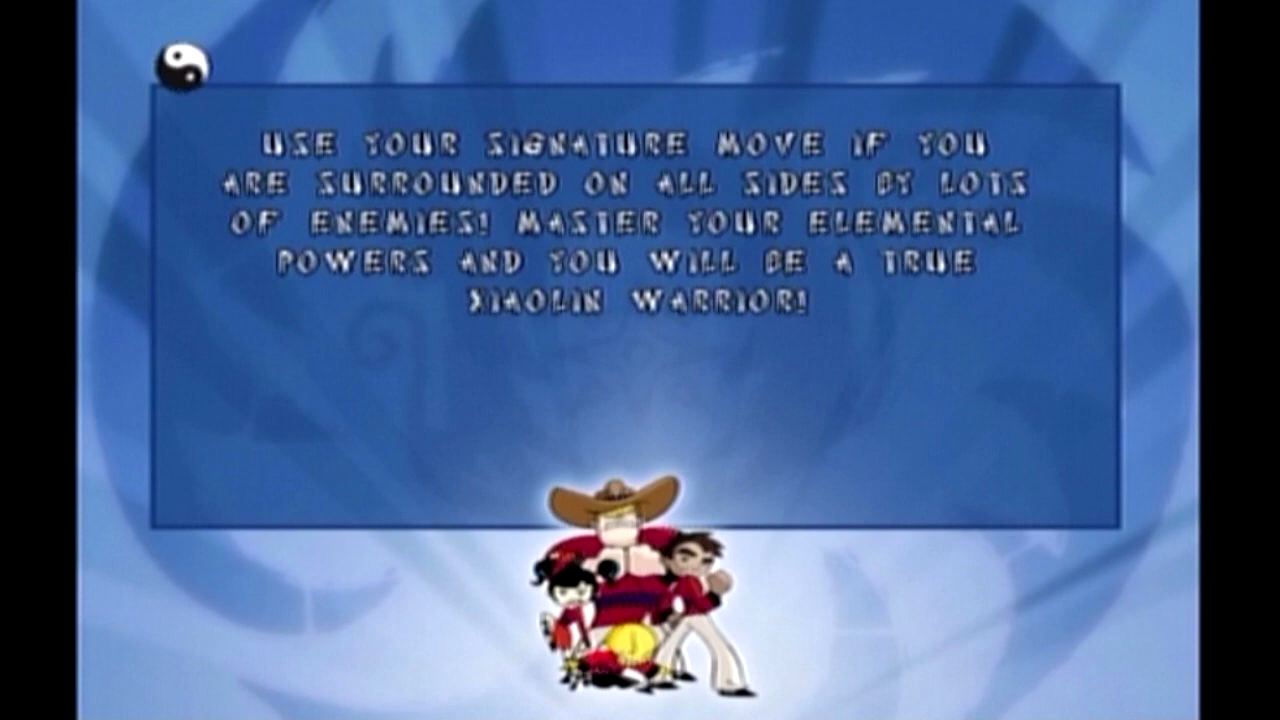 USE YOUR SIGNATURE MOVE IF YOU
ARE SURROUNDED ON ALL SIDES BY LOTS
OF ENEMIES! MASTER YOUR ELEMENTAL
POWERS AND YOU WILL BE A TRUE
XIAOLIN WARRIOR!